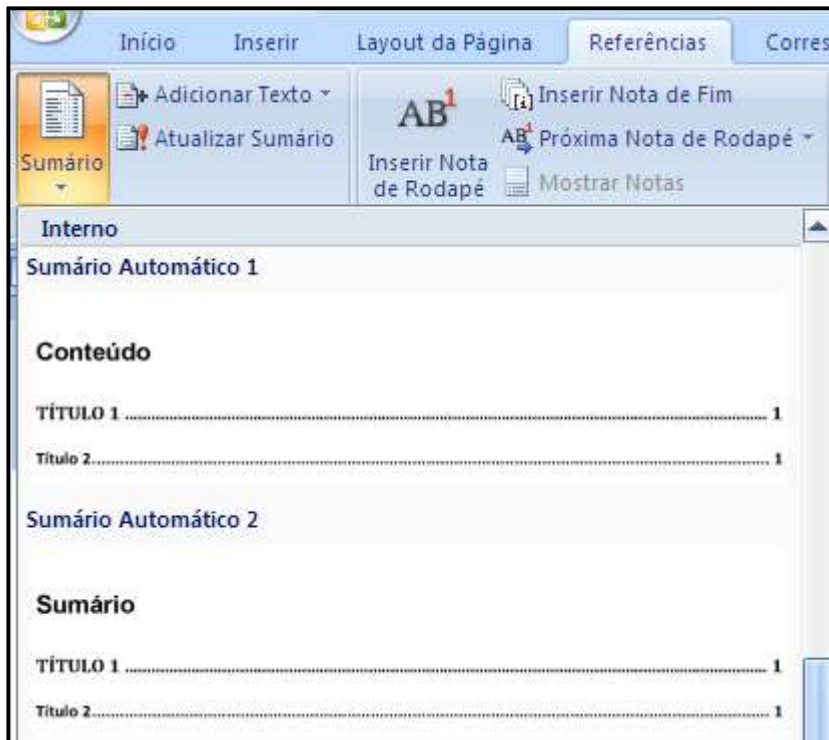 Início Inserir Layout da Página Referências Corres
Sumário
Adicionar Texto
Atualizar Sumário
AB1
Inserir Nota
de Rodapé
Inserir Nota de Fim
AB1 Próxima Nota de Rodapé
Mostrar Notas
Interno
Sumário Automático 1
Conteúdo
TÍTULO 1 ................................................ 1
Título 2................................................ 1
Sumário Automático 2
Sumário
TÍTULO 1 ................................................ 1
Título 2................................................ 1